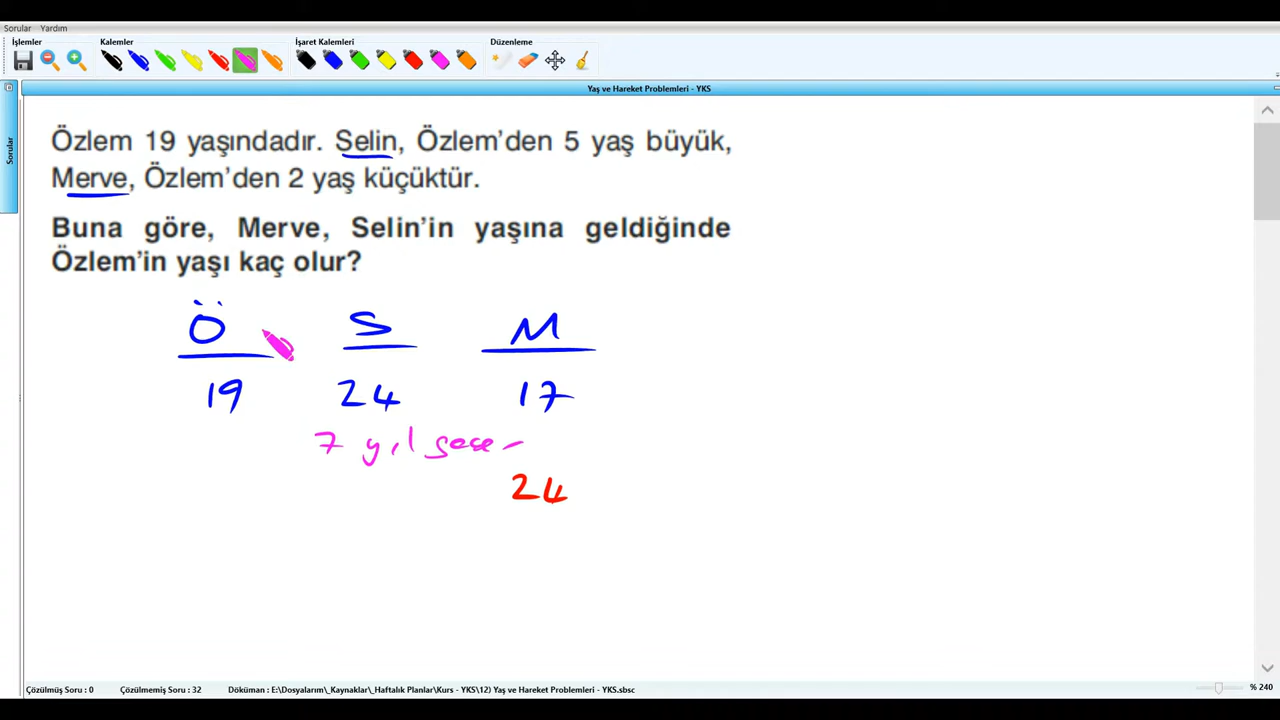 Sorular Yardım
İşlemler Kalemler İşaret Kalemleri Düzenleme
Yaş ve Hareket Problemleri - YKS
Sorular
Özlem 19 yaşındadır. Selin, Özlem'den 5 yaş büyük,
Merve, Özlem'den 2 yaş küçüktür.
Buna göre, Merve, Selin'in yaşına geldiğinde
Özlem'in yaşı kaç olur?
Ö S M
19 24 17
7 yıl gece
24
Çözülmüş Soru : 0 Çözülmemiş Soru : 32 Döküman : E:\Dosyalarım\_Kaynaklar\_Haftalık Planlar\Kurs - YKS\12) Yaş ve Hareket Problemleri - YKS.sbsc % 240